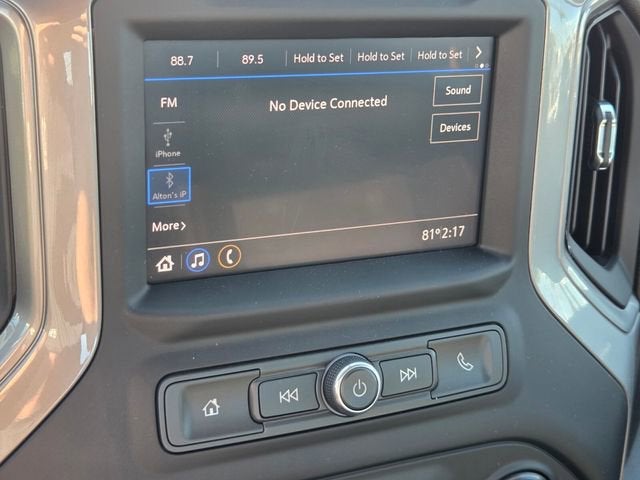 88.7 89.5 Hold to Set Hold to Set Hold to Set
FM No Device Connected Sound
iPhone Devices
Alton's iP
More
81° 2:17